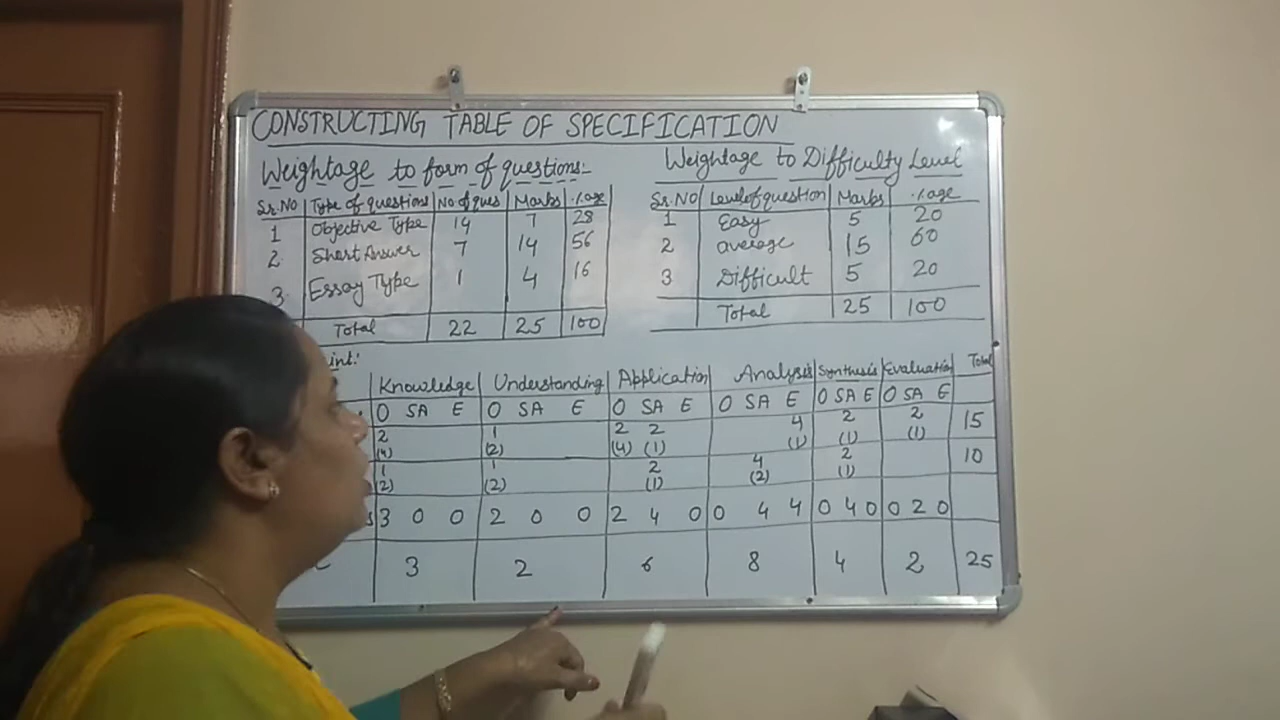 CONSTRUCTING TABLE OF SPECIFICATION
Weightage to form of questions:-
Sr.NO Type of questions No of ques Marks %age
1 Objective Type 14 7 28
2. Short Answer 7 14 56
3. Essay Type 1 4 16
Total 22 25 100
Weightage to Difficulty Level
Sr.NO Level of question Marks %age
1 Easy 5 20
2 average 15 60
3 Difficult 5 20
Total 25 100
int:
Knowledge Understanding Application Analysis Synthesis Evaluation Total
O SA E O SA E O SA E O SA E O SA E O SA E
2 1 2 2 4 2 2 15
(4) (2) (4) (1) (1) (1) (1)
1 1 2 4 2 10
(2) (2) (1) (2) (1)
s 3 0 0 2 0 0 2 4 0 0 4 4 0 4 0 0 2 0
3 2 6 8 4 2 25